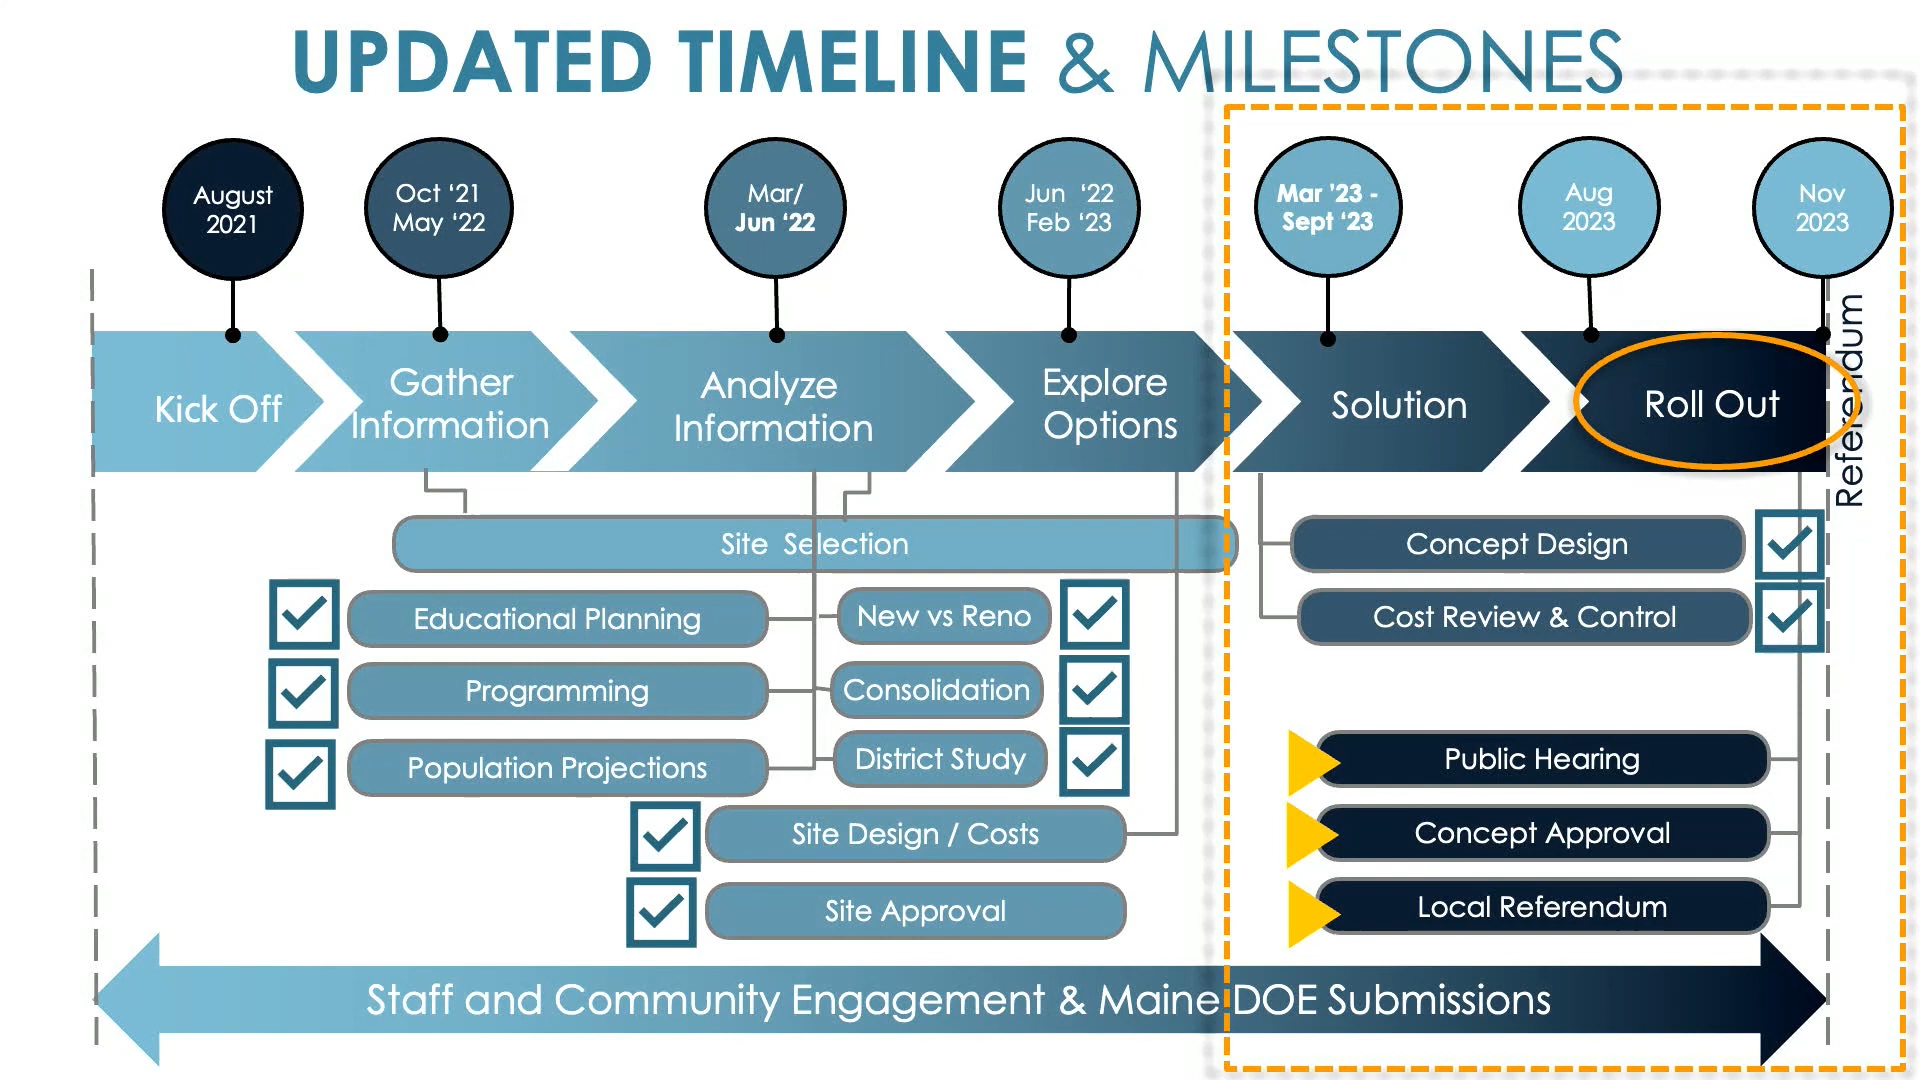 UPDATED TIMELINE & MILESTONES
August
2021
Oct ‘21
May ‘22
Mar/
Jun ‘22
Jun ‘22
Feb ‘23
Mar ’23 -
Sept ‘23
Aug
2023
Nov
2023
Kick Off
Gather
Information
Analyze
Information
Explore
Options
Solution
Roll Out
Referendum
Site Selection
Concept Design
Educational Planning
New vs Reno
Cost Review & Control
Programming
Consolidation
Population Projections
District Study
Public Hearing
Site Design / Costs
Concept Approval
Site Approval
Local Referendum
Staff and Community Engagement & Maine DOE Submissions